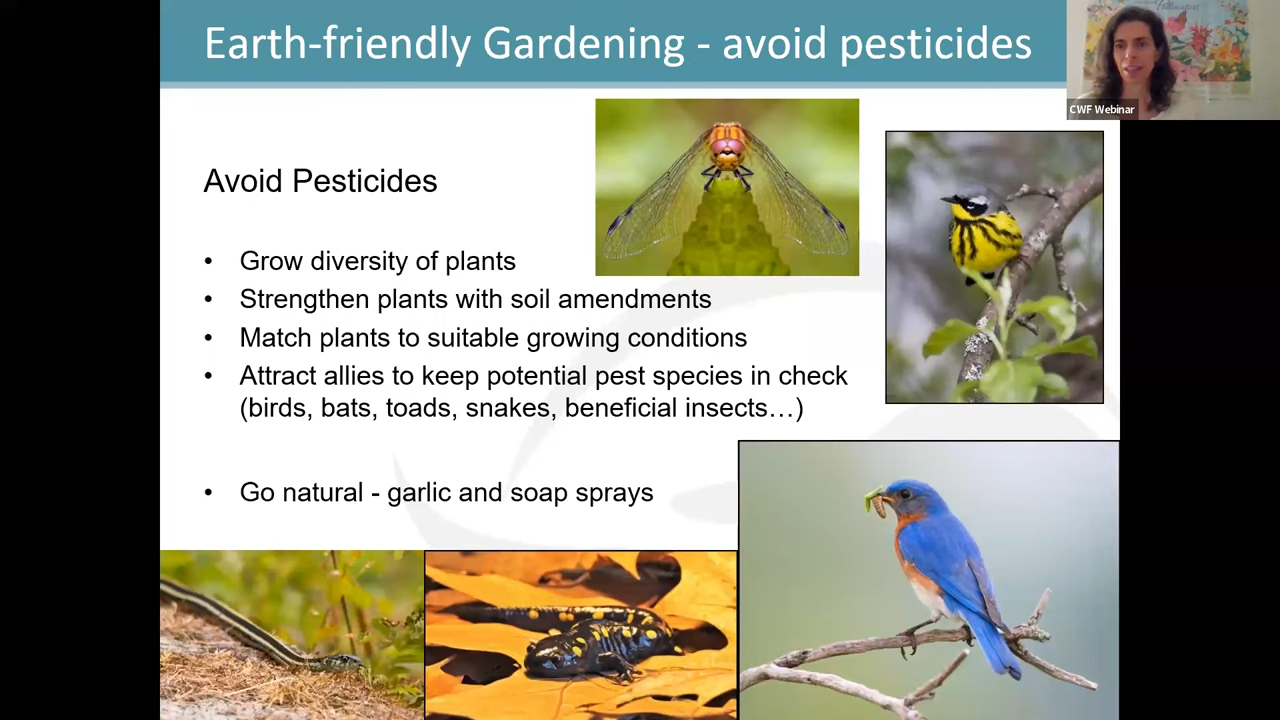 Earth-friendly Gardening - avoid pesticides
CWF Webinar
Avoid Pesticides
• Grow diversity of plants
• Strengthen plants with soil amendments
• Match plants to suitable growing conditions
• Attract allies to keep potential pest species in check
(birds, bats, toads, snakes, beneficial insects…)
• Go natural - garlic and soap sprays